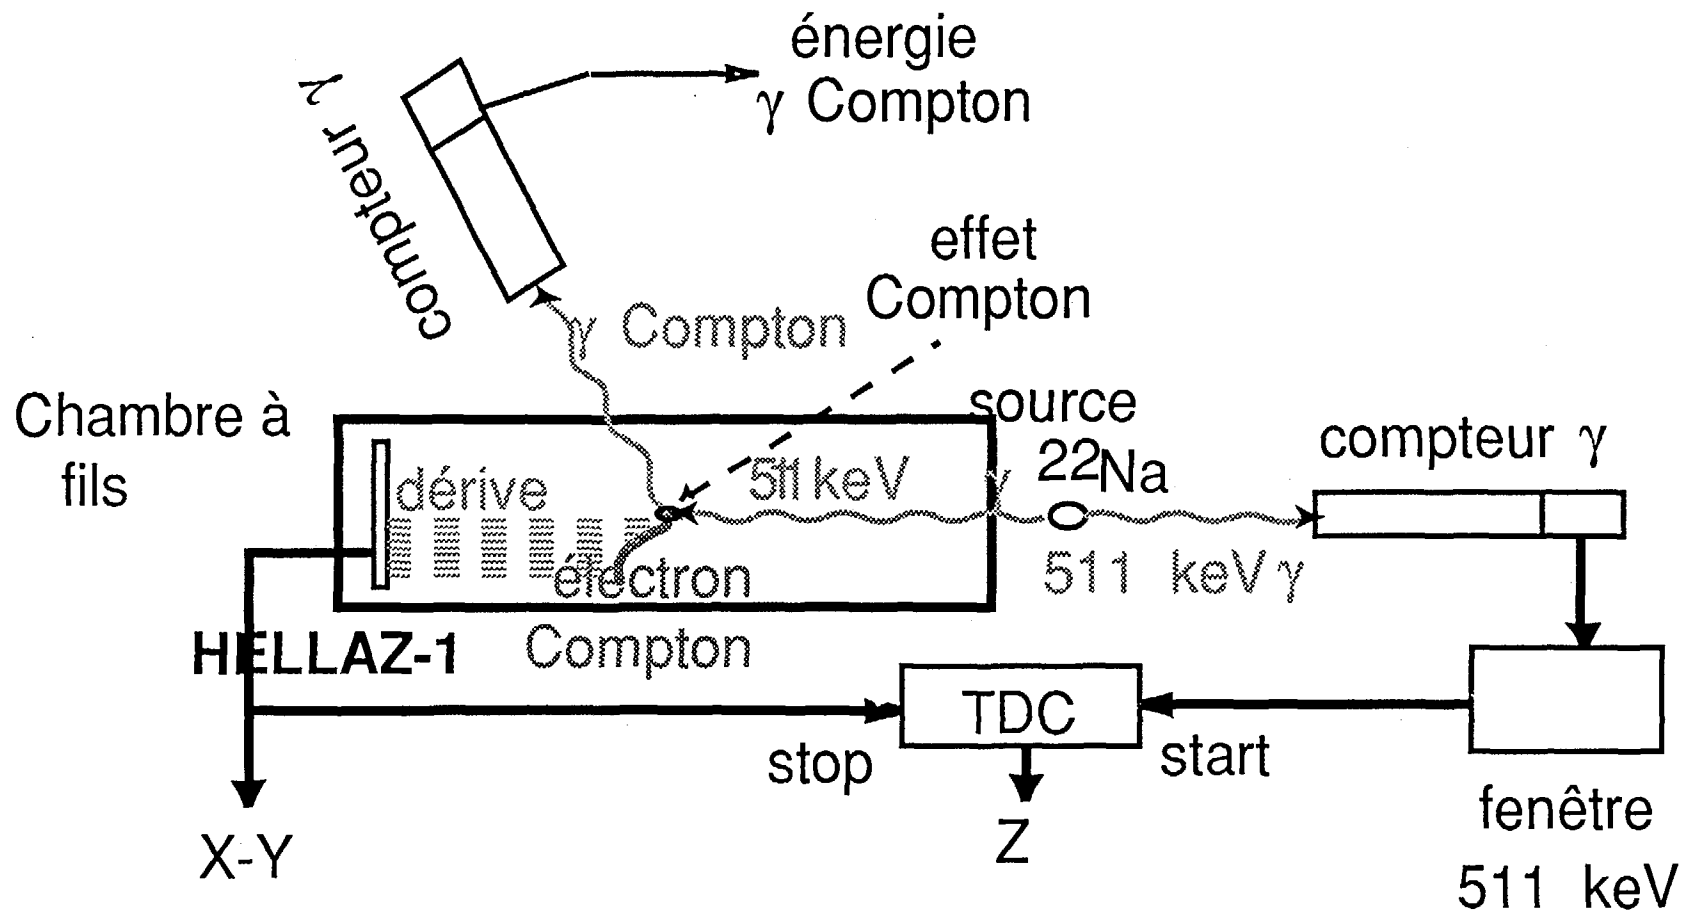 énergie
γ Compton
compteur γ
effet
Compton
γ Compton
source
22Na
Chambre à
fils
compteur γ
dérive
511 keV γ
511 keV γ
électron
Compton
HELLAZ-1
TDC
stop
start
fenêtre
511 keV
X-Y
Z